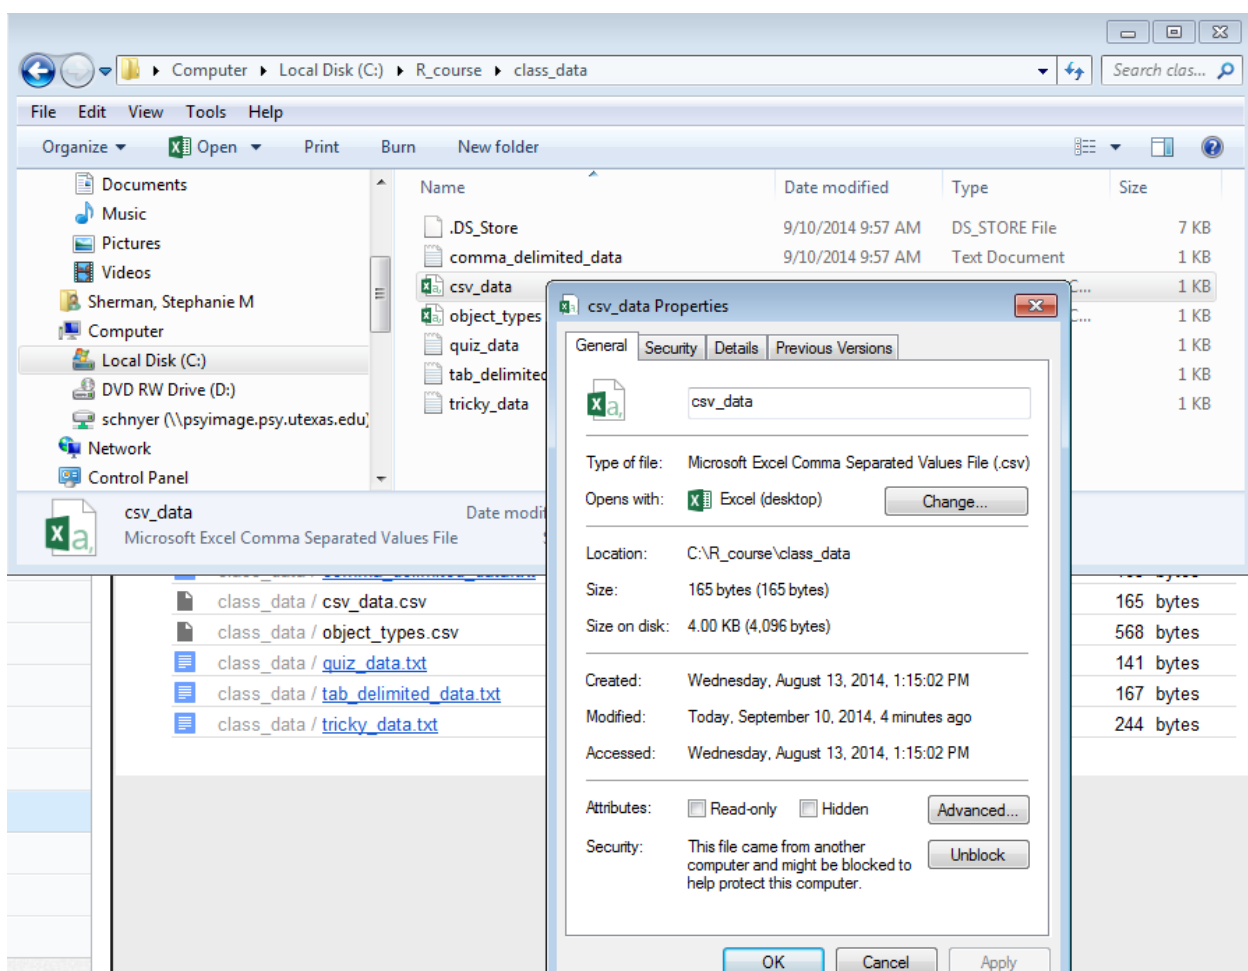 Computer Local Disk (C:) R_course class_data
Search clas...
File Edit View Tools Help
Organize Open Print Burn New folder
Documents
Music
Pictures
Videos
Sherman, Stephanie M
Computer
Local Disk (C:)
DVD RW Drive (D:)
schnyer (\\psyimage.psy.utexas.edu)
Network
Control Panel
Name Date modified Type Size
.DS_Store 9/10/2014 9:57 AM DS_STORE File 7 KB
comma_delimited_data 9/10/2014 9:57 AM Text Document 1 KB
csv_data 1 KB
object_types 1 KB
quiz_data 1 KB
tab_delimited 1 KB
tricky_data 1 KB
csv_data Date modif
Microsoft Excel Comma Separated Values File
class_data / csv_data.csv 165 bytes
class_data / object_types.csv 568 bytes
class_data / quiz_data.txt 141 bytes
class_data / tab_delimited_data.txt 167 bytes
class_data / tricky_data.txt 244 bytes
csv_data Properties
General Security Details Previous Versions
csv_data
Type of file: Microsoft Excel Comma Separated Values File (.csv)
Opens with: Excel (desktop) Change...
Location: C:\R_course\class_data
Size: 165 bytes (165 bytes)
Size on disk: 4.00 KB (4,096 bytes)
Created: Wednesday, August 13, 2014, 1:15:02 PM
Modified: Today, September 10, 2014, 4 minutes ago
Accessed: Wednesday, August 13, 2014, 1:15:02 PM
Attributes: Read-only Hidden Advanced...
Security: This file came from another
computer and might be blocked to
help protect this computer.
Unblock
OK Cancel Apply